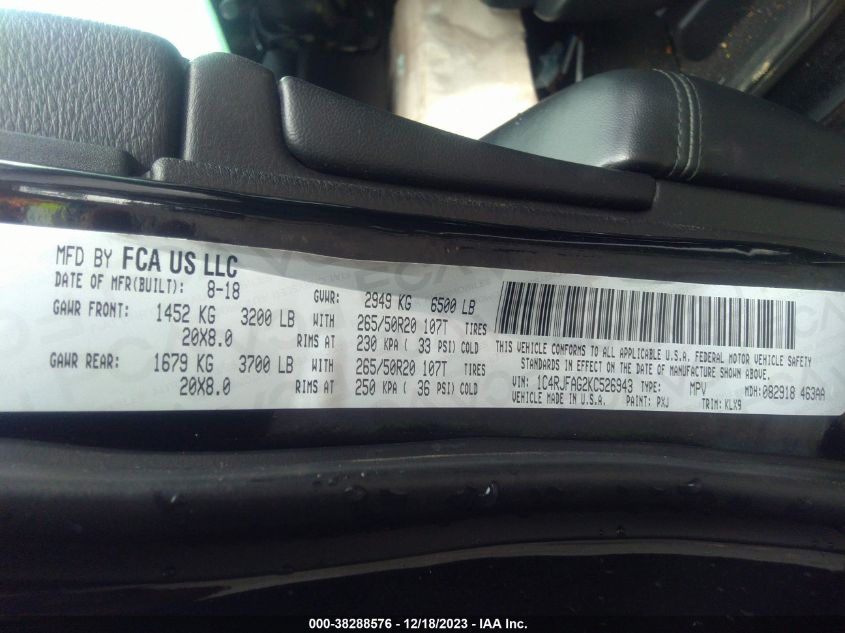 MFD BY FCA US LLC
DATE OF MFR(BUILT): 8-18 GVWR: 2949 KG 6500 LB
GAWR FRONT: 1452 KG 3200 LB WITH 265/50R20 107T TIRES
20X8.0 RIMS AT 230 KPA ( 33 PSI) COLD
GAWR REAR: 1679 KG 3700 LB WITH 265/50R20 107T TIRES
20X8.0 RIMS AT 250 KPA ( 36 PSI) COLD
THIS VEHICLE CONFORMS TO ALL APPLICABLE U.S.A. FEDERAL MOTOR VEHICLE SAFETY
STANDARDS IN EFFECT ON THE DATE OF MANUFACTURE SHOWN ABOVE.
VIN: 1C4RJFAG2KC526943 TYPE: MPV MDH:082918 463AA
VEHICLE MADE IN U.S.A. PAINT: PXJ TRIM: KLX9
000-38288576 - 12/18/2023 - IAA Inc.